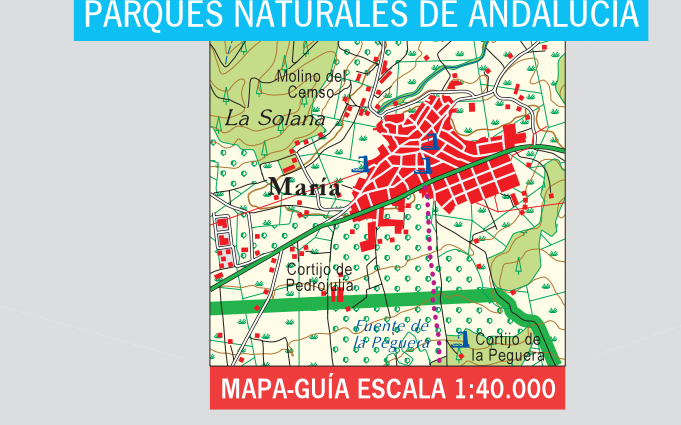 PARQUES NATURALES DE ANDALUCÍA
Molino del
Cemso
La Solana
María
Cortijo de
Pedrojulia
Fuente de
la Peguera
Cortijo de
la Peguera
MAPA-GUÍA ESCALA 1:40.000